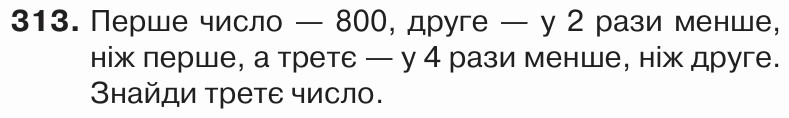 313. Перше число — 800, друге — у 2 рази менше,
ніж перше, а третє — у 4 рази менше, ніж друге.
Знайди третє число.